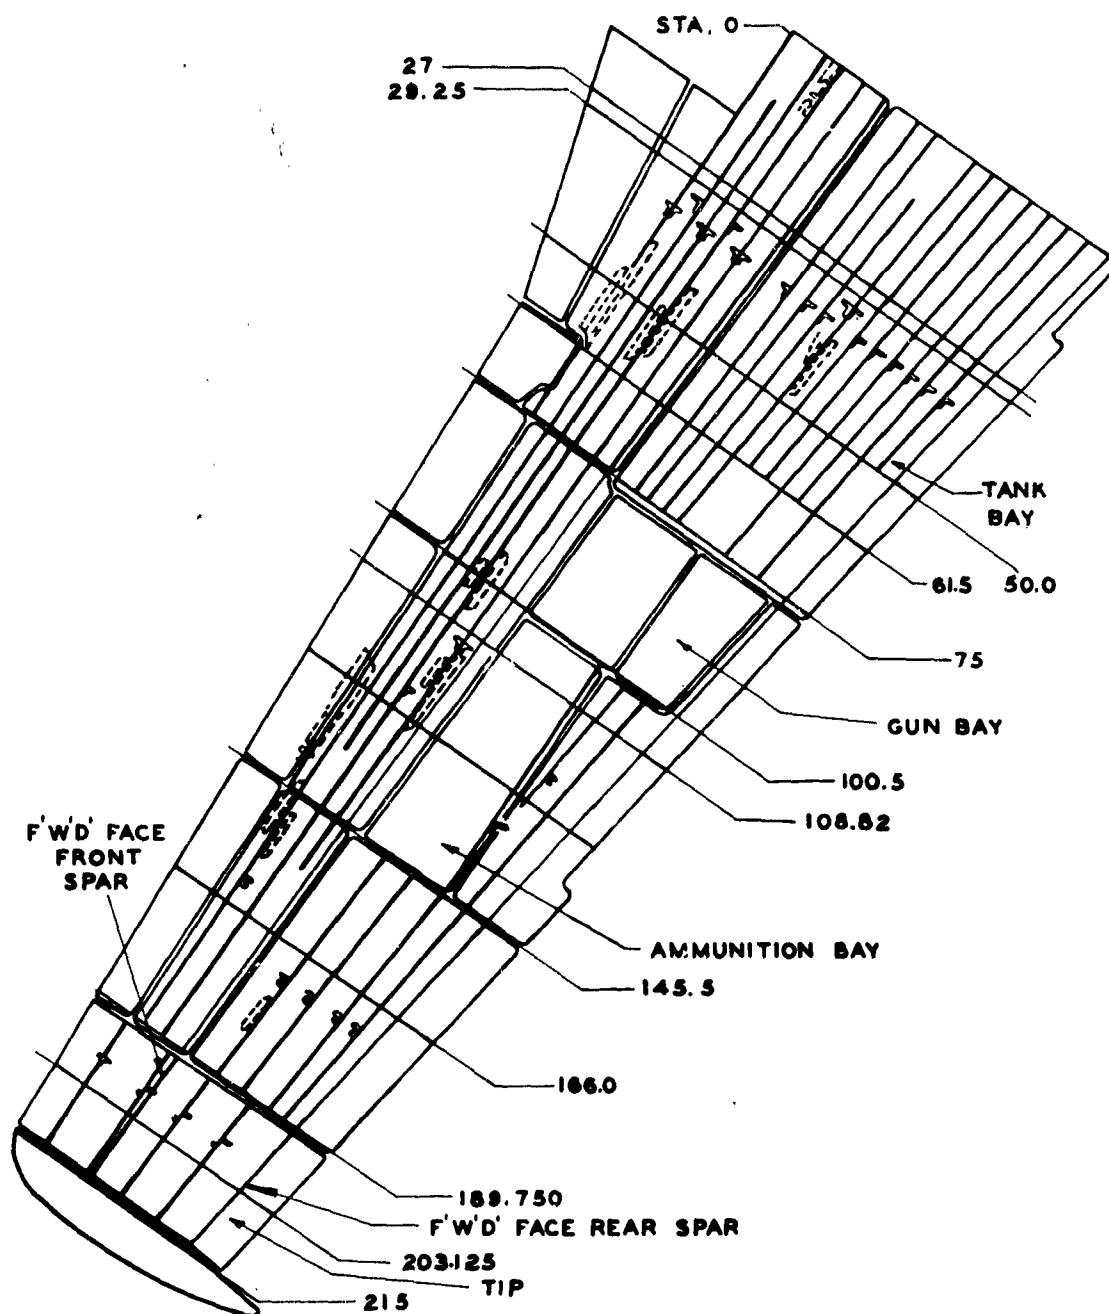 STA. 0
27
29.25
TANK
BAY
61.5 50.0
75
GUN BAY
100.5
108.82
F'W'D' FACE
FRONT
SPAR
AMMUNITION BAY
145.5
166.0
189.750
F'W'D' FACE REAR SPAR
203.125
TIP
215